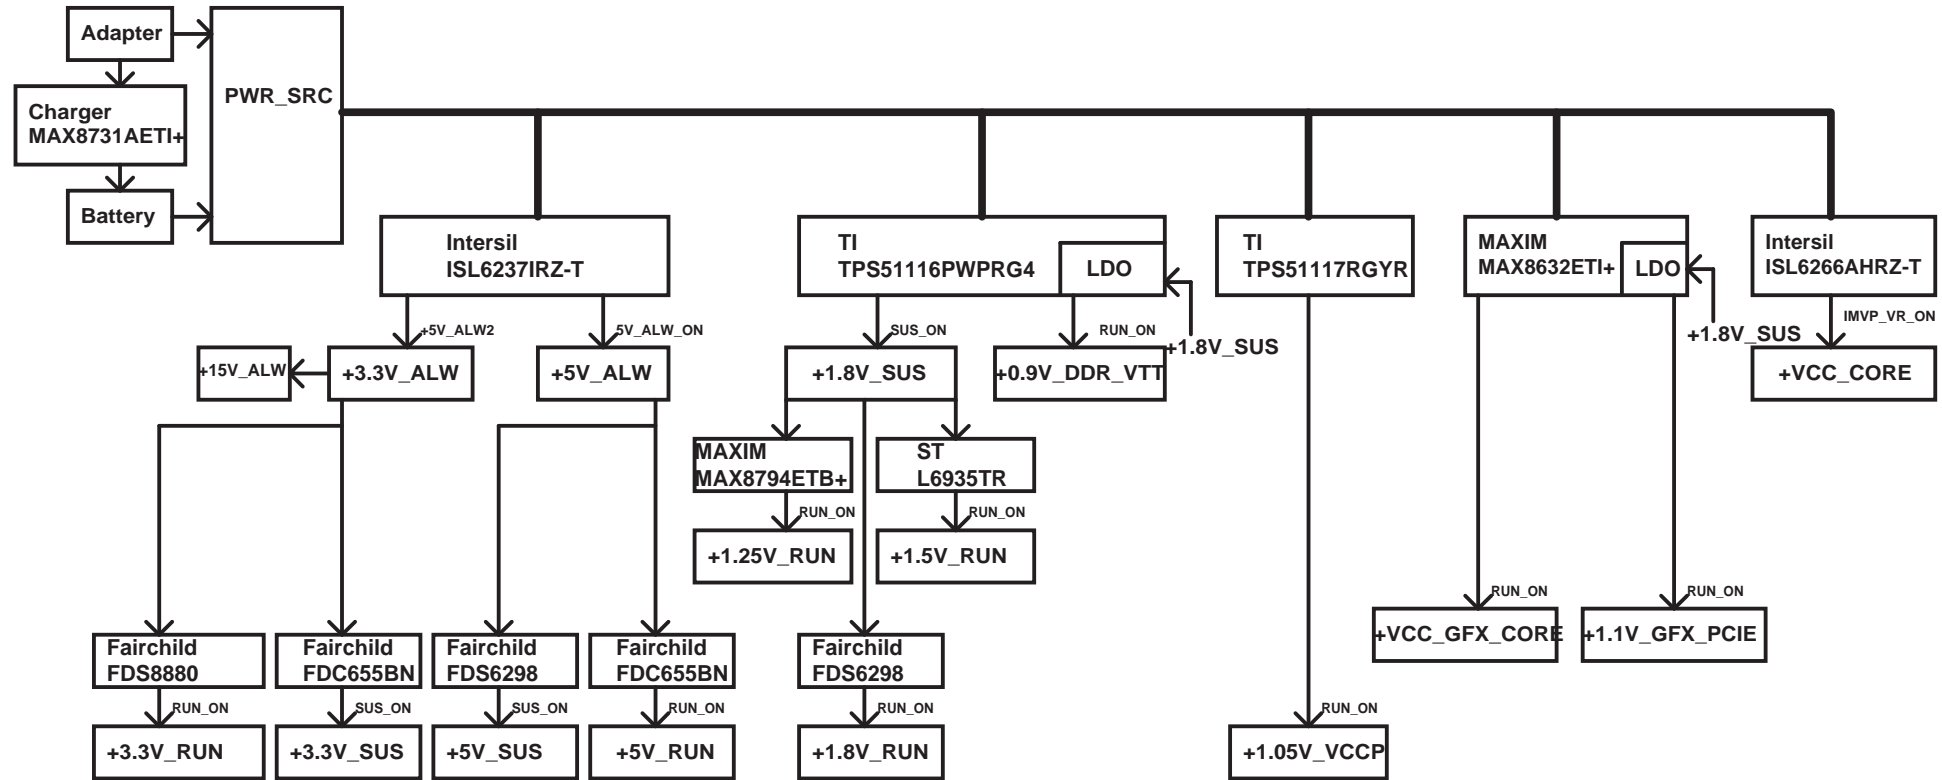 Adapter
PWR_SRC
Charger
MAX8731AETI+
Battery
Intersil
ISL6237IRZ-T
TI
TPS51116PWPRG4
LDO
TI
TPS51117RGYR
MAXIM
MAX8632ETI+
LDO
Intersil
ISL6266AHRZ-T
+5V_ALW2
5V_ALW_ON
SUS_ON
RUN_ON
+1.8V_SUS
+1.8V_SUS
IMVP_VR_ON
+15V_ALW
+3.3V_ALW
+5V_ALW
+1.8V_SUS
+0.9V_DDR_VTT
+VCC_CORE
MAXIM
MAX8794ETB+
ST
L6935TR
RUN_ON
RUN_ON
+1.25V_RUN
+1.5V_RUN
RUN_ON
RUN_ON
+VCC_GFX_CORE
+1.1V_GFX_PCIE
Fairchild
FDS8880
Fairchild
FDC655BN
Fairchild
FDS6298
Fairchild
FDC655BN
Fairchild
FDS6298
RUN_ON
SUS_ON
SUS_ON
RUN_ON
RUN_ON
RUN_ON
+3.3V_RUN
+3.3V_SUS
+5V_SUS
+5V_RUN
+1.8V_RUN
+1.05V_VCCP